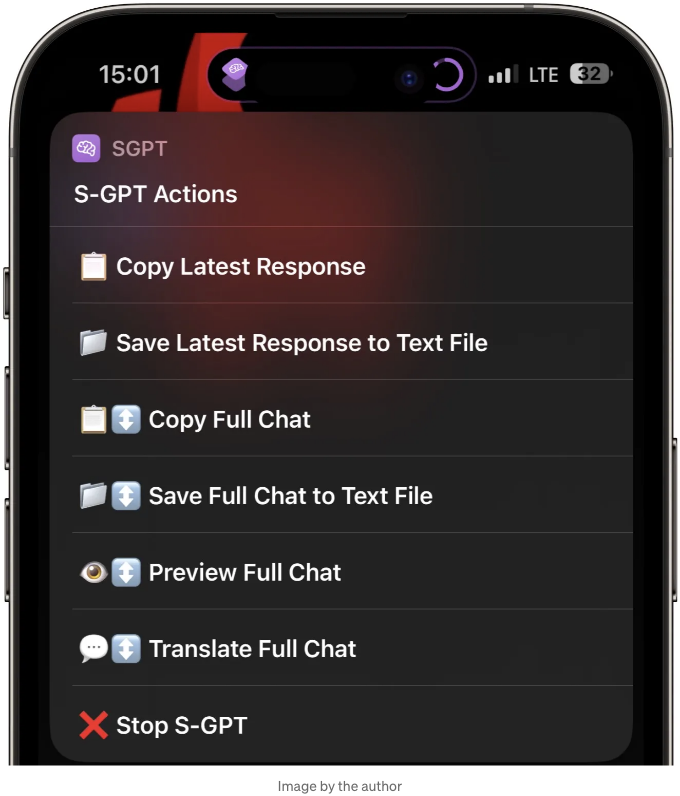 15:01
LTE 32
SGPT
S-GPT Actions
Copy Latest Response
Save Latest Response to Text File
Copy Full Chat
Save Full Chat to Text File
Preview Full Chat
Translate Full Chat
Stop S-GPT
Image by the author